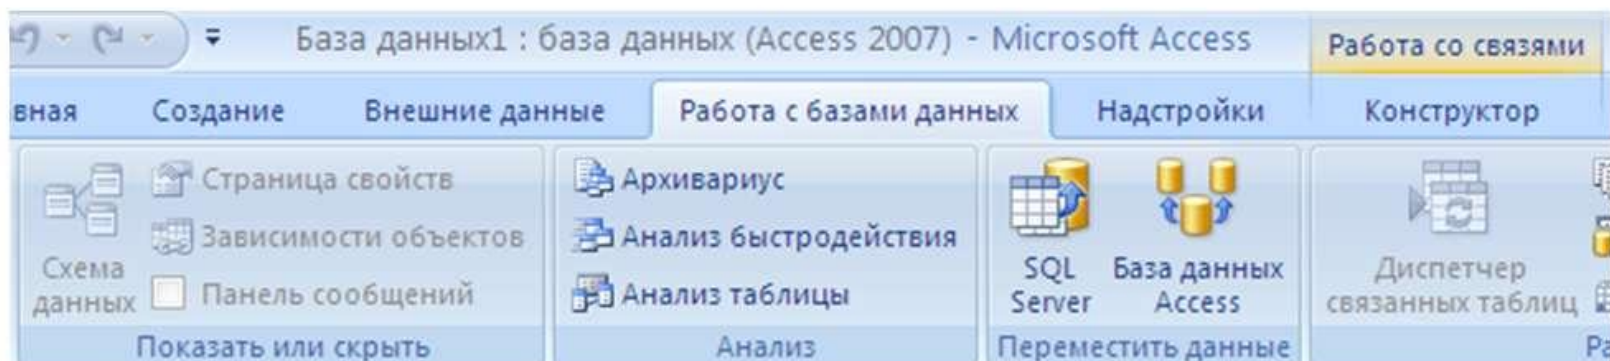 База данных1 : база данных (Access 2007) - Microsoft Access
Работа со связями
Создание
Внешние данные
Работа с базами данных
Надстройки
Конструктор
Схема
данных
Страница свойств
Зависимости объектов
Панель сообщений
Показать или скрыть
Архивариус
Анализ быстродействия
Анализ таблицы
Анализ
SQL
Server
База данных
Access
Переместить данные
Диспетчер
связанных таблиц